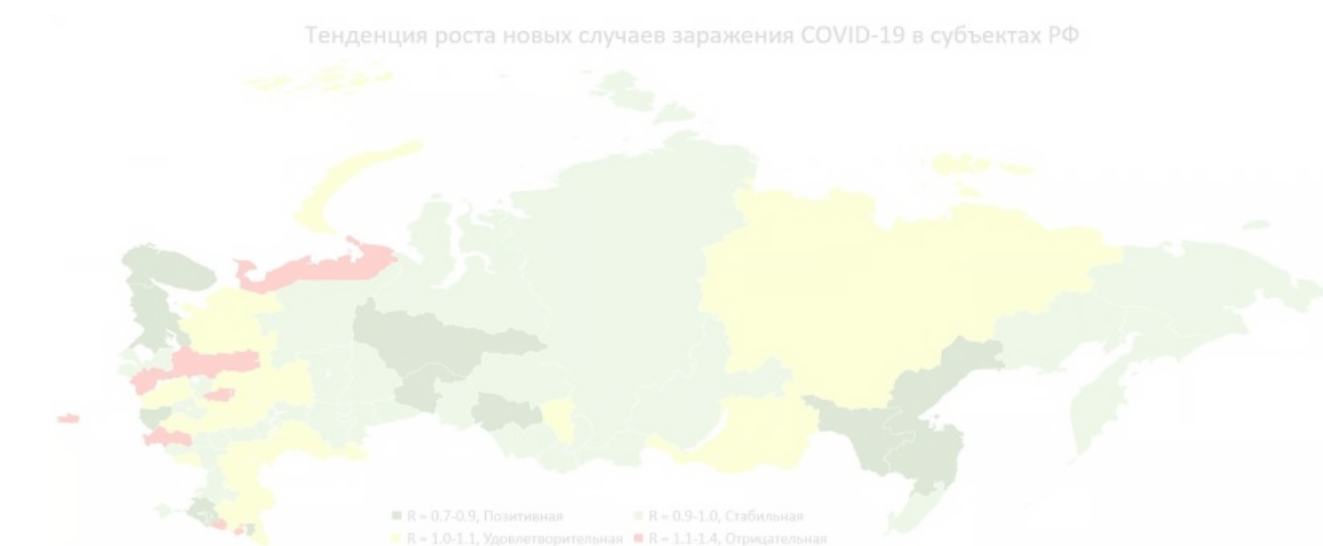 Тенденция роста новых случаев заражения COVID-19 в субъектах РФ
R = 0.7-0.9, Позитивная
R = 0.9-1.0, Стабильная
R = 1.0-1.1, Удовлетворительная
R = 1.1-1.4, Отрицательная